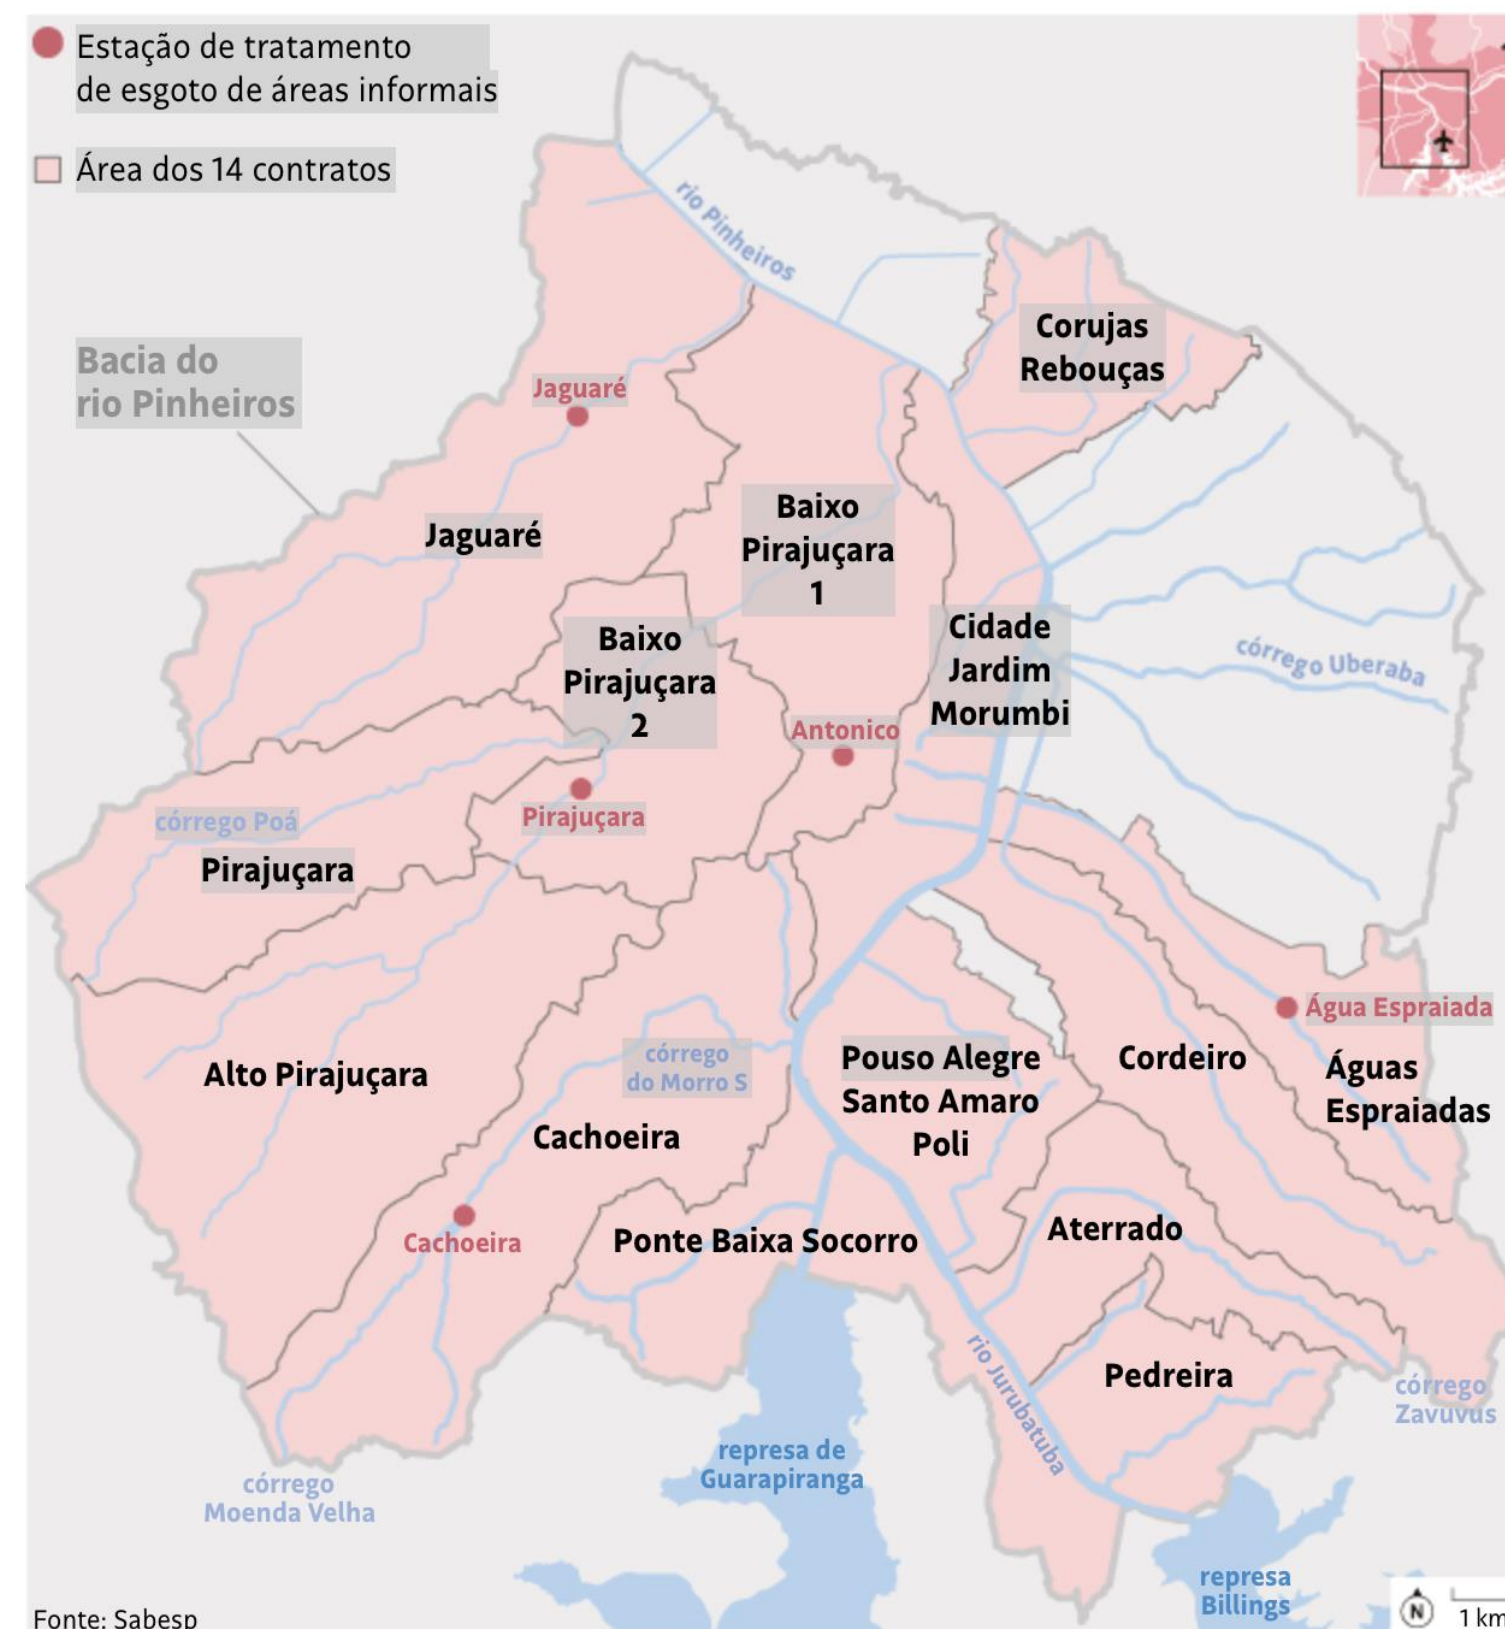 Estação de tratamento
de esgoto de áreas informais
Área dos 14 contratos
rio Pinheiros
Corujas
Rebouças
Bacia do
rio Pinheiros
Jaguaré
Jaguaré
Baixo
Pirajuçara
1
Baixo
Pirajuçara
2
Cidade
Jardim
Morumbi
córrego Uberaba
Antonico
Pirajuçara
córrego Poá
Pirajuçara
Água Espraiada
Alto Pirajuçara
córrego
do Morro S
Pouso Alegre
Santo Amaro
Poli
Cordeiro
Águas
Espraiadas
Cachoeira
Cachoeira
Ponte Baixa Socorro
Aterrado
rio Jurubatuba
Pedreira
córrego
Zavuvus
represa de
Guarapiranga
córrego
Moenda Velha
represa
Billings
N
1 km
Fonte: Sabesp